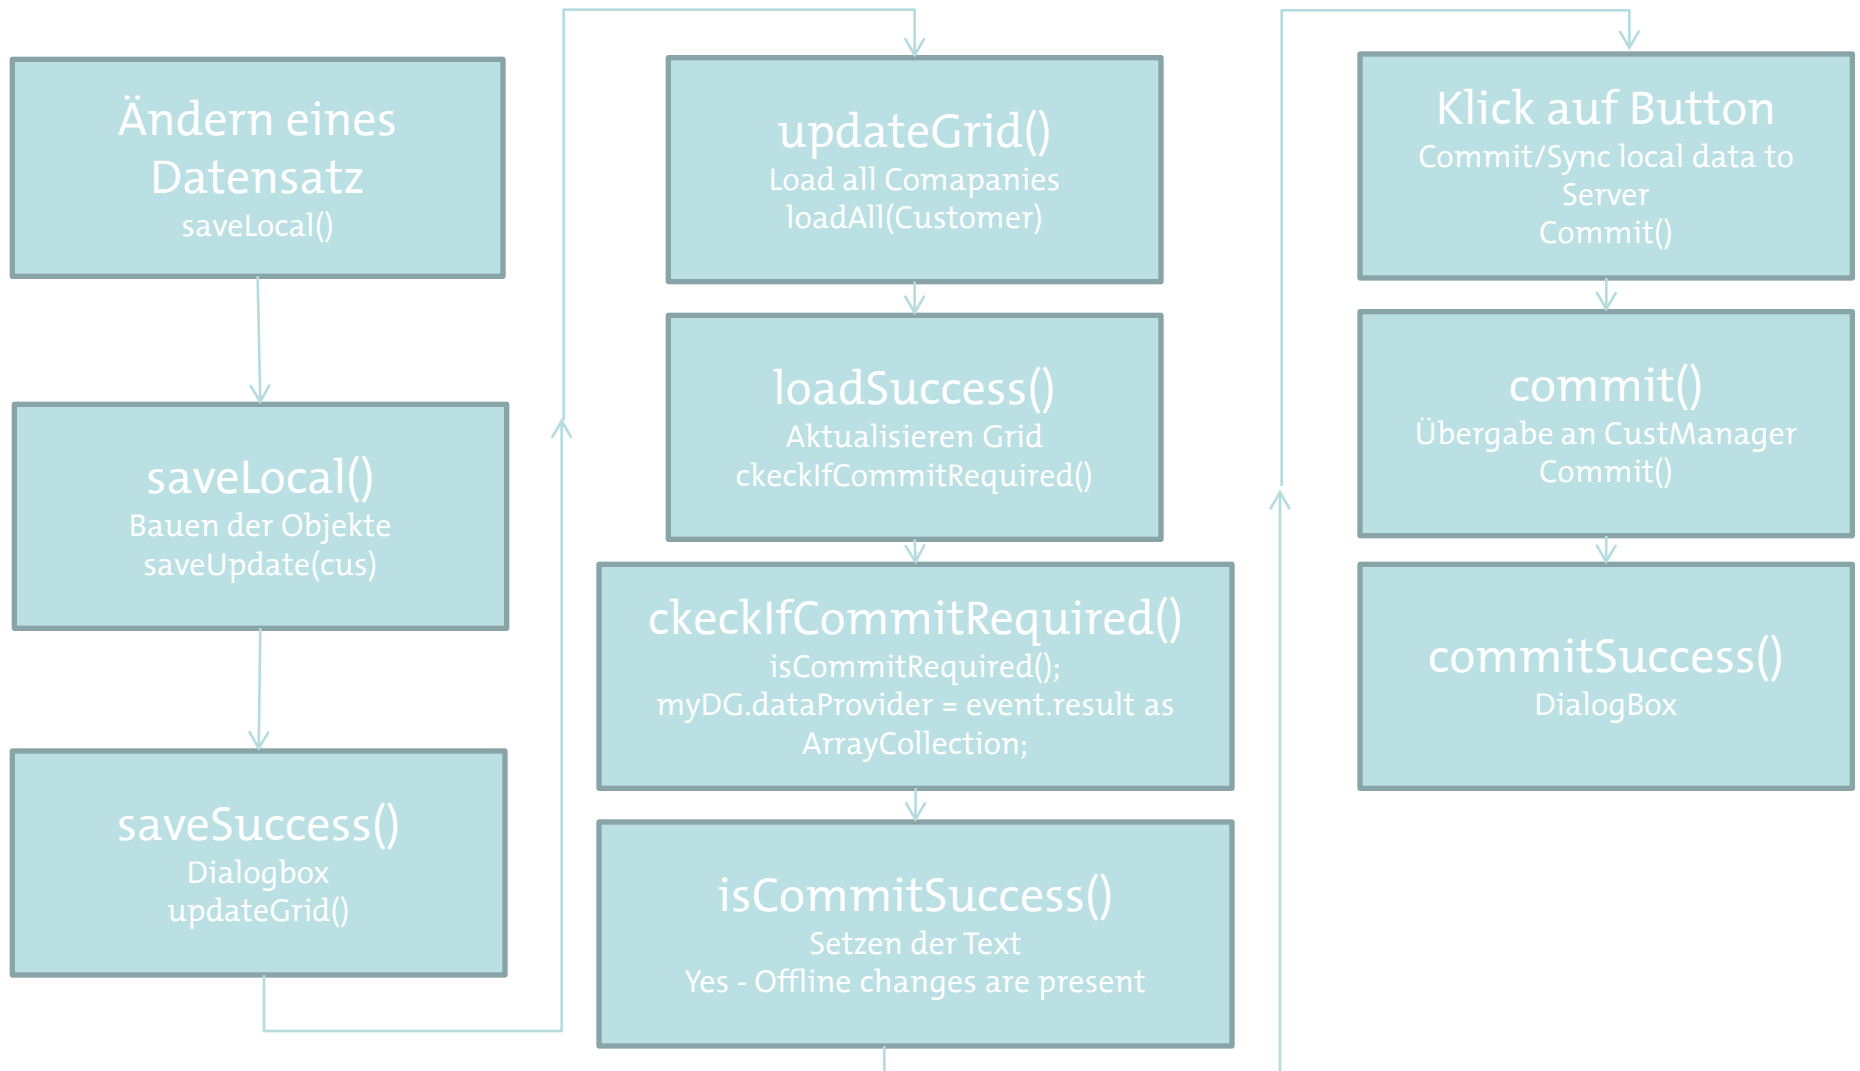 Ändern eines
Datensatz
saveLocal()
saveLocal()
Bauen der Objekte
saveUpdate(cus)
saveSuccess()
Dialogbox
updateGrid()
updateGrid()
Load all Comapanies
loadAll(Customer)
loadSuccess()
Aktualisieren Grid
ckeckIfCommitRequired()
ckeckIfCommitRequired()
isCommitRequired();
myDG.dataProvider = event.result as
ArrayCollection;
isCommitSuccess()
Setzen der Text
Yes - Offline changes are present
Klick auf Button
Commit/Sync local data to
Server
Commit()
commit()
Übergabe an CustManager
Commit()
commitSuccess()
DialogBox